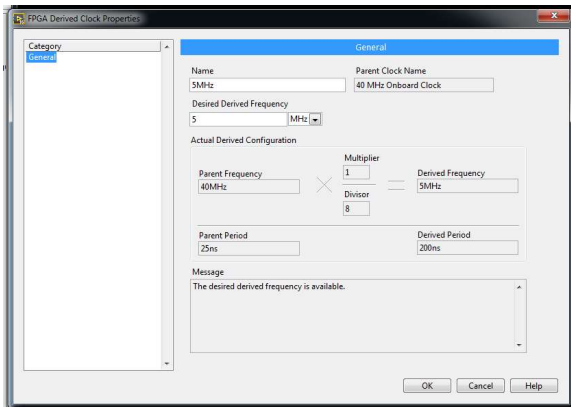 FPGA Derived Clock Properties
Category
General
General
Name
Parent Clock Name
5MHz
40 MHz Onboard Clock
Desired Derived Frequency
5
MHz
Actual Derived Configuration
Multiplier
Parent Frequency
1
Derived Frequency
40MHz
5MHz
Divisor
8
Parent Period
Derived Period
25ns
200ns
Message
The desired derived frequency is available.
OK
Cancel
Help